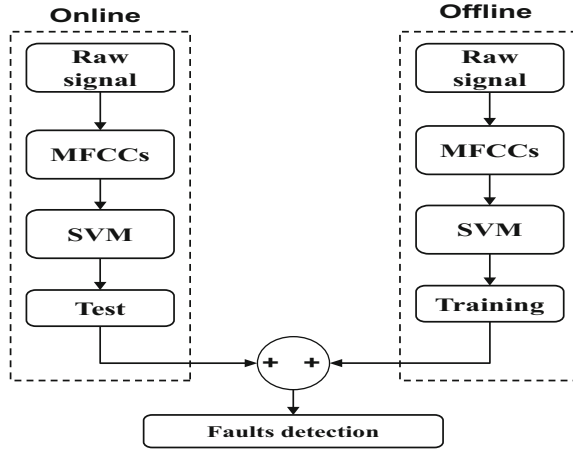 Online
Raw
signal
MFCCs
SVM
Test
Offline
Raw
signal
MFCCs
SVM
Training
+ +
Faults detection